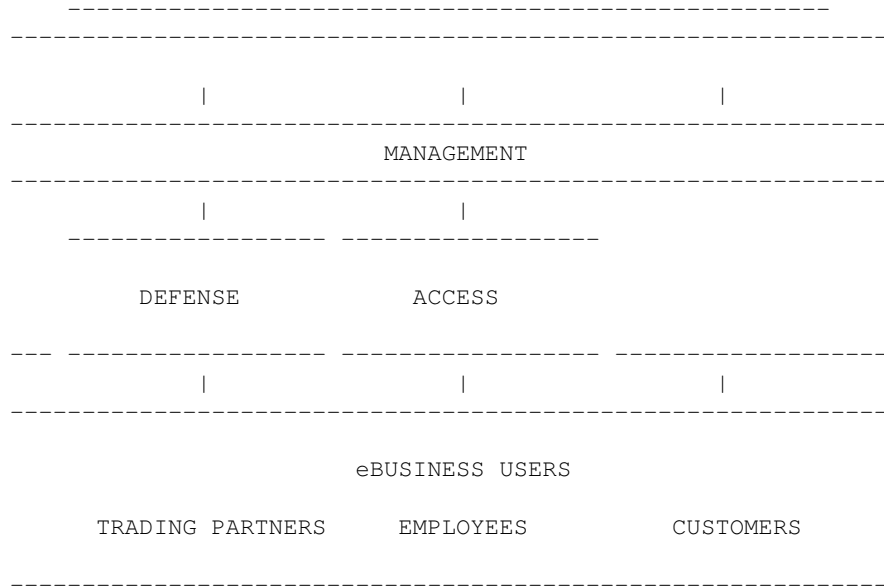 MANAGEMENT
DEFENSE ACCESS
eBUSINESS USERS
TRADING PARTNERS EMPLOYEES CUSTOMERS